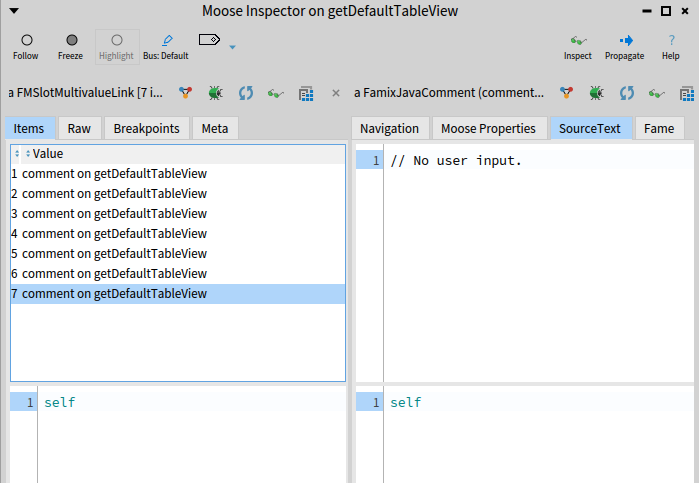 Moose Inspector on getDefaultTableView
Follow Freeze Highlight Bus: Default Inspect Propagate Help
?
a FMSlotMultivalueLink [7 i... a FamixJavaComment (comment...
Items Raw Breakpoints Meta Navigation Moose Properties SourceText Fame
Value
1 // No user input.
1 comment on getDefaultTableView
2 comment on getDefaultTableView
3 comment on getDefaultTableView
4 comment on getDefaultTableView
5 comment on getDefaultTableView
6 comment on getDefaultTableView
7 comment on getDefaultTableView
1 self
1 self